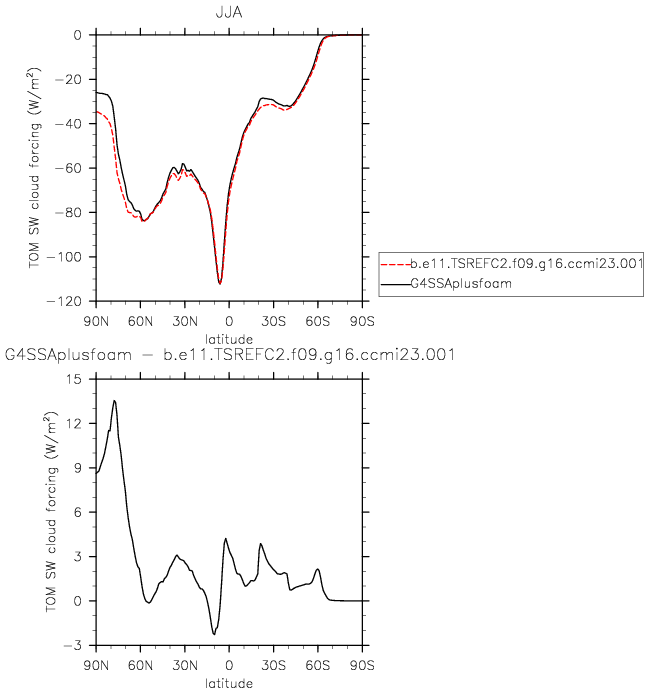 JJA
0
−20
−40
−60
−80
−100
−120
TOM SW cloud forcing (W/m²)
90N 60N 30N 0 30S 60S 90S
latitude
b.e11.TSREFC2.f09.g16.ccmi23.001
G4SSAplusfoam
G4SSAplusfoam − b.e11.TSREFC2.f09.g16.ccmi23.001
15
12
9
6
3
0
−3
TOM SW cloud forcing (W/m²)
90N 60N 30N 0 30S 60S 90S
latitude